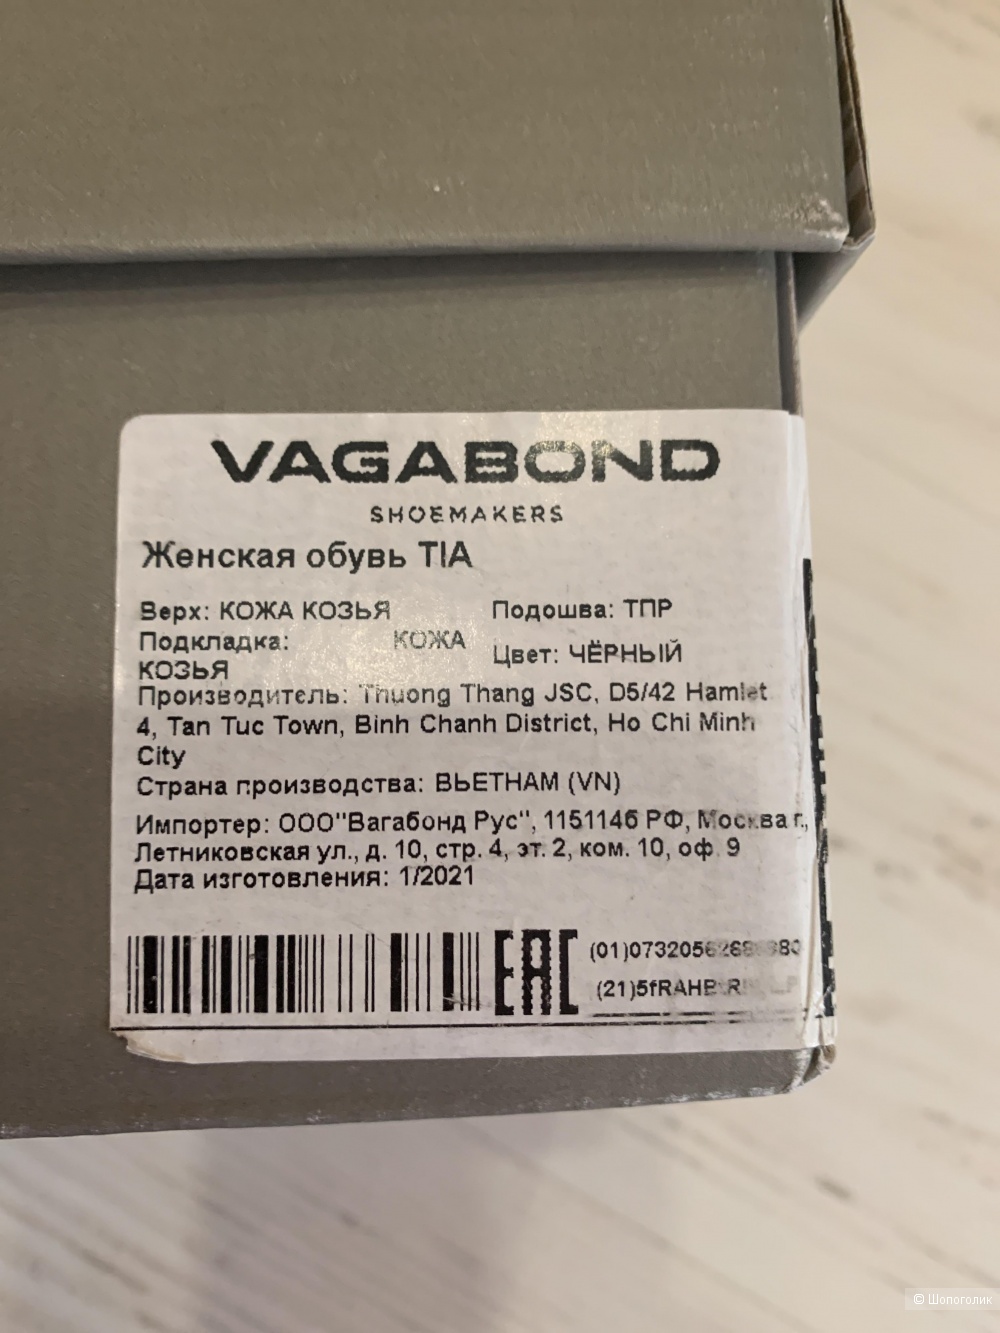 VAGABOND
SHOEMAKERS
Женская обувь TIA
Верх: КОЖА КОЗЬЯ
Подкладка: КОЖА
КОЗЬЯ
Подошва: ТПР
Цвет: ЧЁРНЫЙ
Производитель: Thuong Thang JSC, D5/42 Hamlet
4, Tan Tuc Town, Binh Chanh District, Ho Chi Minh
City
Страна производства: ВЬЕТНАМ (VN)
Импортер: ООО"Вагабонд Рус", 1151146 РФ, Москва г.,
Летниковская ул., д. 10, стр. 4, эт. 2, ком. 10, оф. 9
Дата изготовления: 1/2021
EAC
© Шопоголик